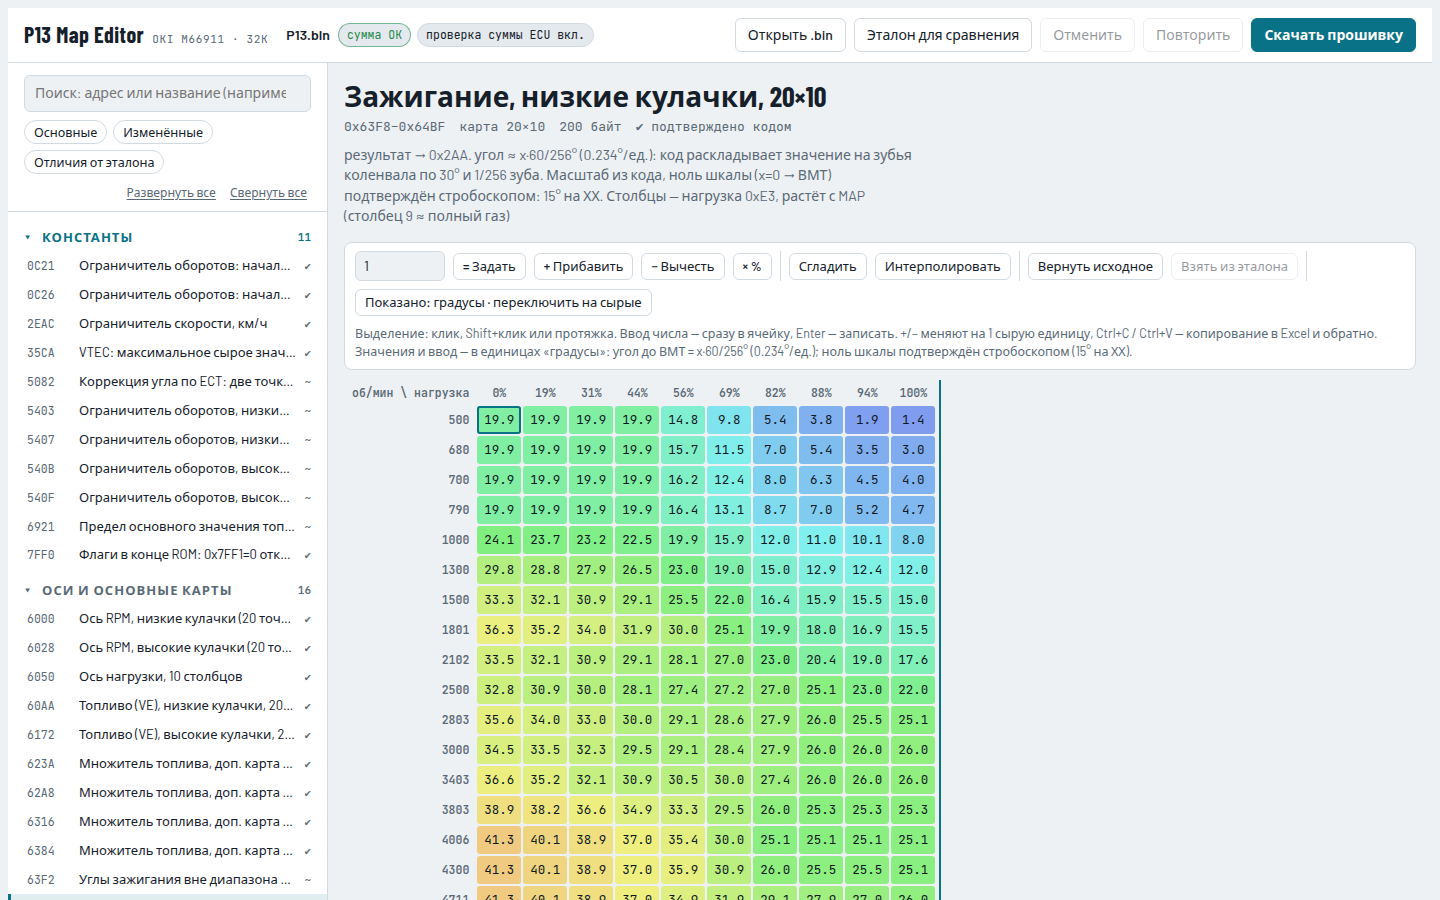 P13 Map Editor OKI M66911 · 32K P13.bin сумма OK проверка суммы ECU вкл. Открыть .bin Эталон для сравнения Отменить Повторить Скачать прошивку
Поиск: адрес или название (наприме
Основные Изменённые
Отличия от эталона
Развернуть все Свернуть все
▾ КОНСТАНТЫ 11
0C21 Ограничитель оборотов: начал... ✓
0C26 Ограничитель оборотов: начал... ✓
2EAC Ограничитель скорости, км/ч ✓
35CA VTEC: максимальное сырое знач... ✓
5082 Коррекция угла по ECT: две точк... ~
5403 Ограничитель оборотов, низки... ~
5407 Ограничитель оборотов, низки... ~
540B Ограничитель оборотов, высок... ~
540F Ограничитель оборотов, высок... ~
6921 Предел основного значения топ... ~
7FF0 Флаги в конце ROM: 0x7FF1=0 отк... ✓
▾ ОСИ И ОСНОВНЫЕ КАРТЫ 16
6000 Ось RPM, низкие кулачки (20 точ... ✓
6028 Ось RPM, высокие кулачки (20 то... ✓
6050 Ось нагрузки, 10 столбцов ✓
60AA Топливо (VE), низкие кулачки, 20... ✓
6172 Топливо (VE), высокие кулачки, 2... ✓
623A Множитель топлива, доп. карта ... ✓
62A8 Множитель топлива, доп. карта ... ✓
6316 Множитель топлива, доп. карта ... ✓
6384 Множитель топлива, доп. карта ... ✓
63F2 Углы зажигания вне диапазона ... ~
Зажигание, низкие кулачки, 20×10
0x63F8–0x64BF карта 20×10 200 байт ✓ подтверждено кодом
результат → 0x2AA. угол ≈ x·60/256° (0.234°/ед.): код раскладывает значение на зубья
коленвала по 30° и 1/256 зуба. Масштаб из кода, ноль шкалы (x=0 → ВМТ)
подтверждён стробоскопом: 15° на ХХ. Столбцы — нагрузка 0xE3, растёт с MAP
(столбец 9 ≈ полный газ)
1 = Задать + Прибавить − Вычесть × % Сгладить Интерполировать Вернуть исходное Взять из эталона
Показано: градусы · переключить на сырые
Выделение: клик, Shift+клик или протяжка. Ввод числа — сразу в ячейку, Enter — записать. +/− меняют на 1 сырую единицу, Ctrl+C / Ctrl+V — копирование в Excel и обратно.
Значения и ввод — в единицах «градусы»: угол до ВМТ = x·60/256° (0.234°/ед.); ноль шкалы подтверждён стробоскопом (15° на ХХ).
об/мин \ нагрузка 0% 19% 31% 44% 56% 69% 82% 88% 94% 100%
500 19.9 19.9 19.9 19.9 14.8 9.8 5.4 3.8 1.9 1.4
680 19.9 19.9 19.9 19.9 15.7 11.5 7.0 5.4 3.5 3.0
700 19.9 19.9 19.9 19.9 16.2 12.4 8.0 6.3 4.5 4.0
790 19.9 19.9 19.9 19.9 16.4 13.1 8.7 7.0 5.2 4.7
1000 24.1 23.7 23.2 22.5 19.9 15.9 12.0 11.0 10.1 8.0
1300 29.8 28.8 27.9 26.5 23.0 19.0 15.0 12.9 12.4 12.0
1500 33.3 32.1 30.9 29.1 25.5 22.0 16.4 15.9 15.5 15.0
1801 36.3 35.2 34.0 31.9 30.0 25.1 19.9 18.0 16.9 15.5
2102 33.5 32.1 30.9 29.1 28.1 27.0 23.0 20.4 19.0 17.6
2500 32.8 30.9 30.0 28.1 27.4 27.2 27.0 25.1 23.0 22.0
2803 35.6 34.0 33.0 30.0 29.1 28.6 27.9 26.0 25.5 25.1
3000 34.5 33.5 32.3 29.5 29.1 28.4 27.9 26.0 26.0 26.0
3403 36.6 35.2 32.1 30.9 30.5 30.0 27.4 26.0 26.0 26.0
3803 38.9 38.2 36.6 34.9 33.3 29.5 26.0 25.3 25.3 25.3
4006 41.3 40.1 38.9 37.0 35.4 30.0 25.1 25.1 25.1 25.1
4300 41.3 40.1 38.9 37.0 35.9 30.9 26.0 25.5 25.5 25.1
4711 41.3 40.1 38.9 37.0 34.9 31.9 29.1 27.9 27.0 26.0